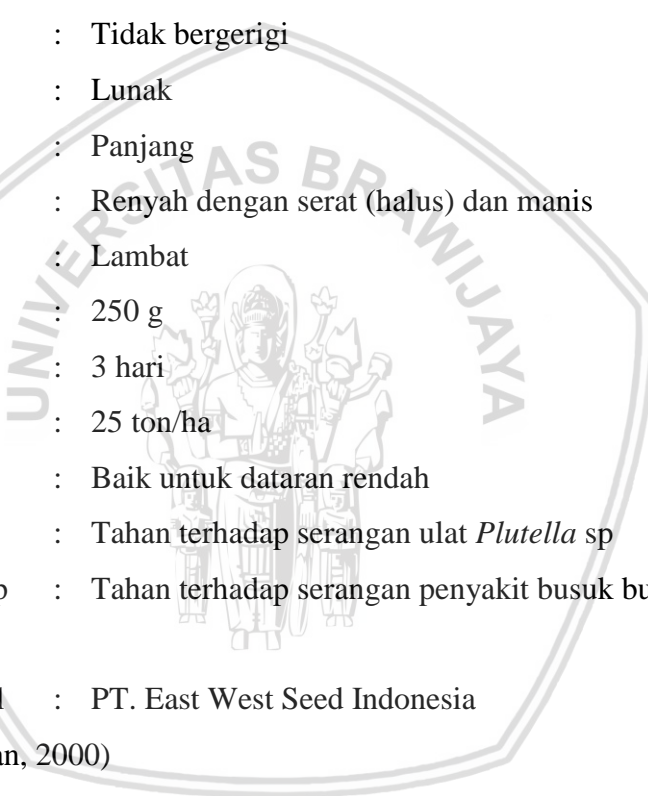 : Tidak bergerigi
: Lunak
: Panjang
: Renyah dengan serat (halus) dan manis
: Lambat
: 250 g
: 3 hari
: 25 ton/ha
: Baik untuk dataran rendah
: Tahan terhadap serangan ulat Plutella sp
: Tahan terhadap serangan penyakit busuk
: PT. East West Seed Indonesia
2000)
UNIVERSITAS BRAWIJAYA